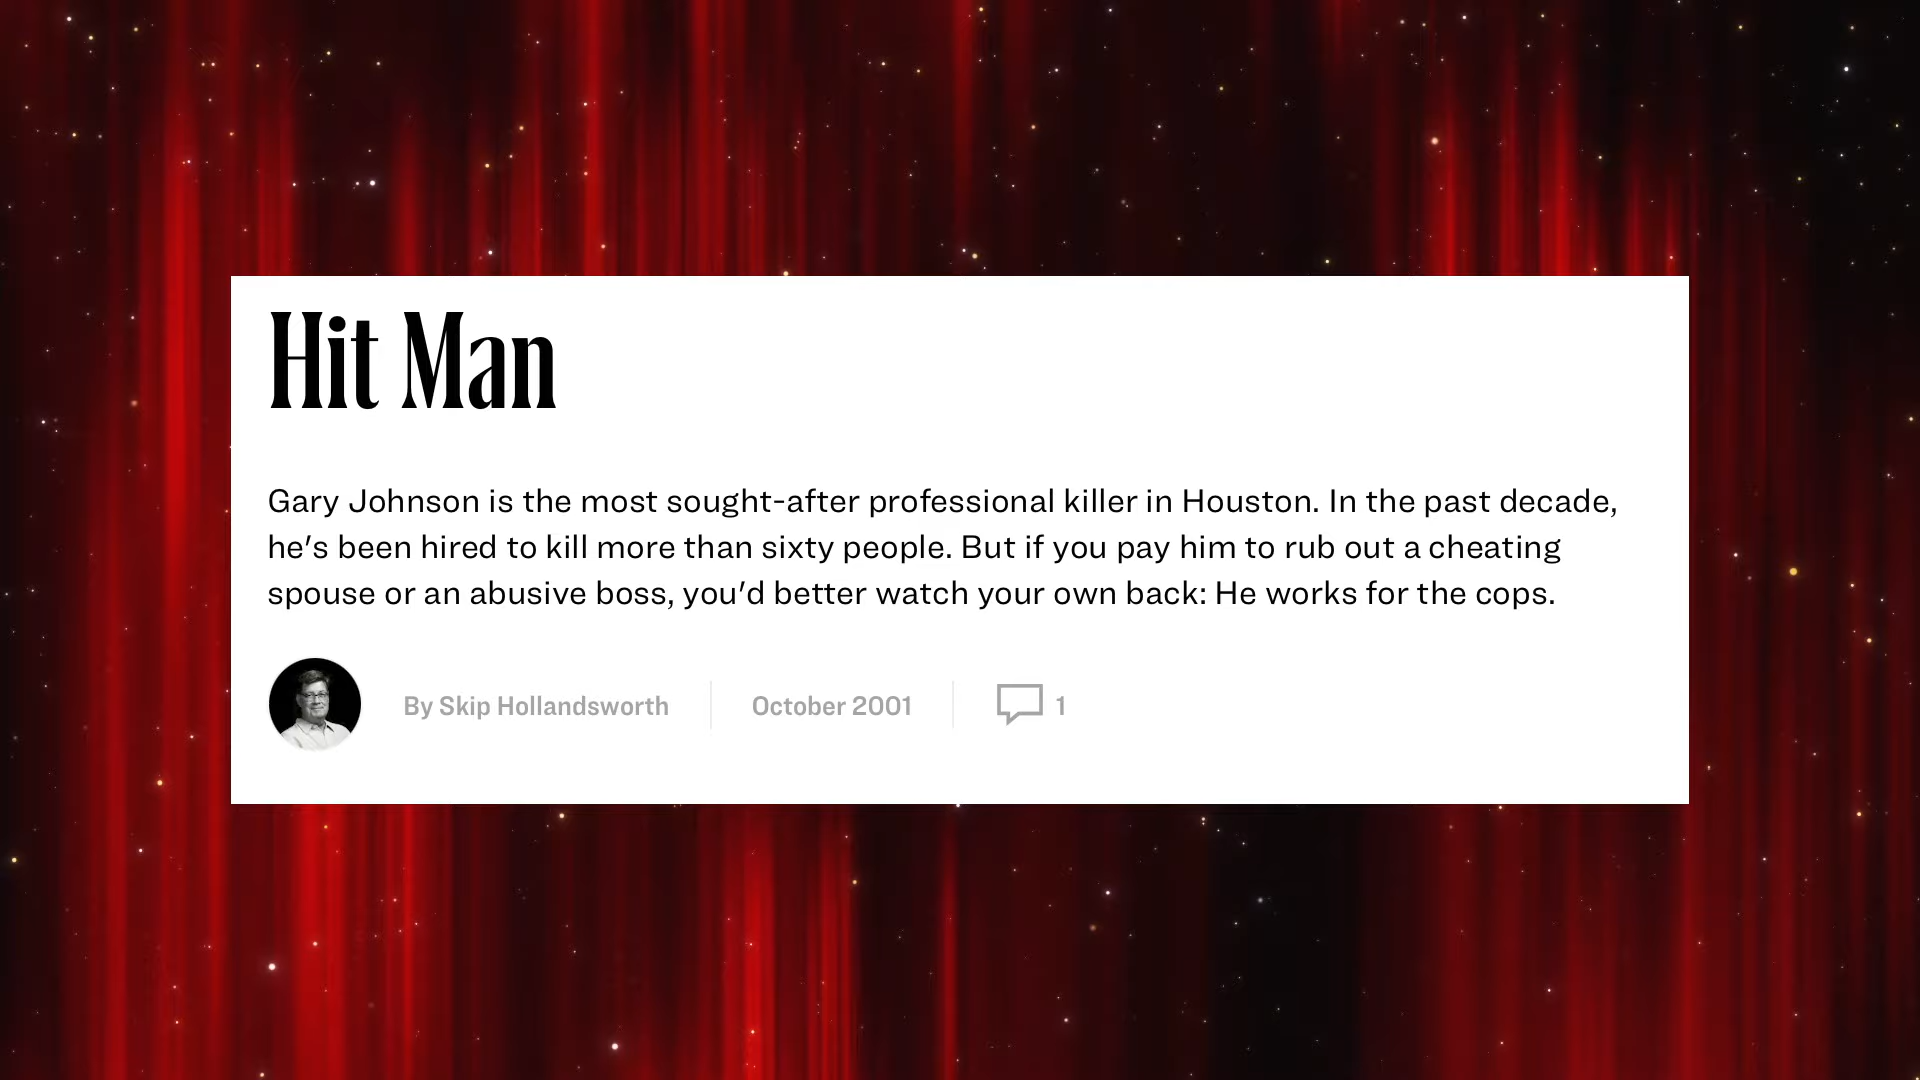 Hit Man
Gary Johnson is the most sought-after professional killer in Houston. In the past decade,
he's been hired to kill more than sixty people. But if you pay him to rub out a cheating
spouse or an abusive boss, you'd better watch your own back: He works for the cops.
By Skip Hollandsworth October 2001 1